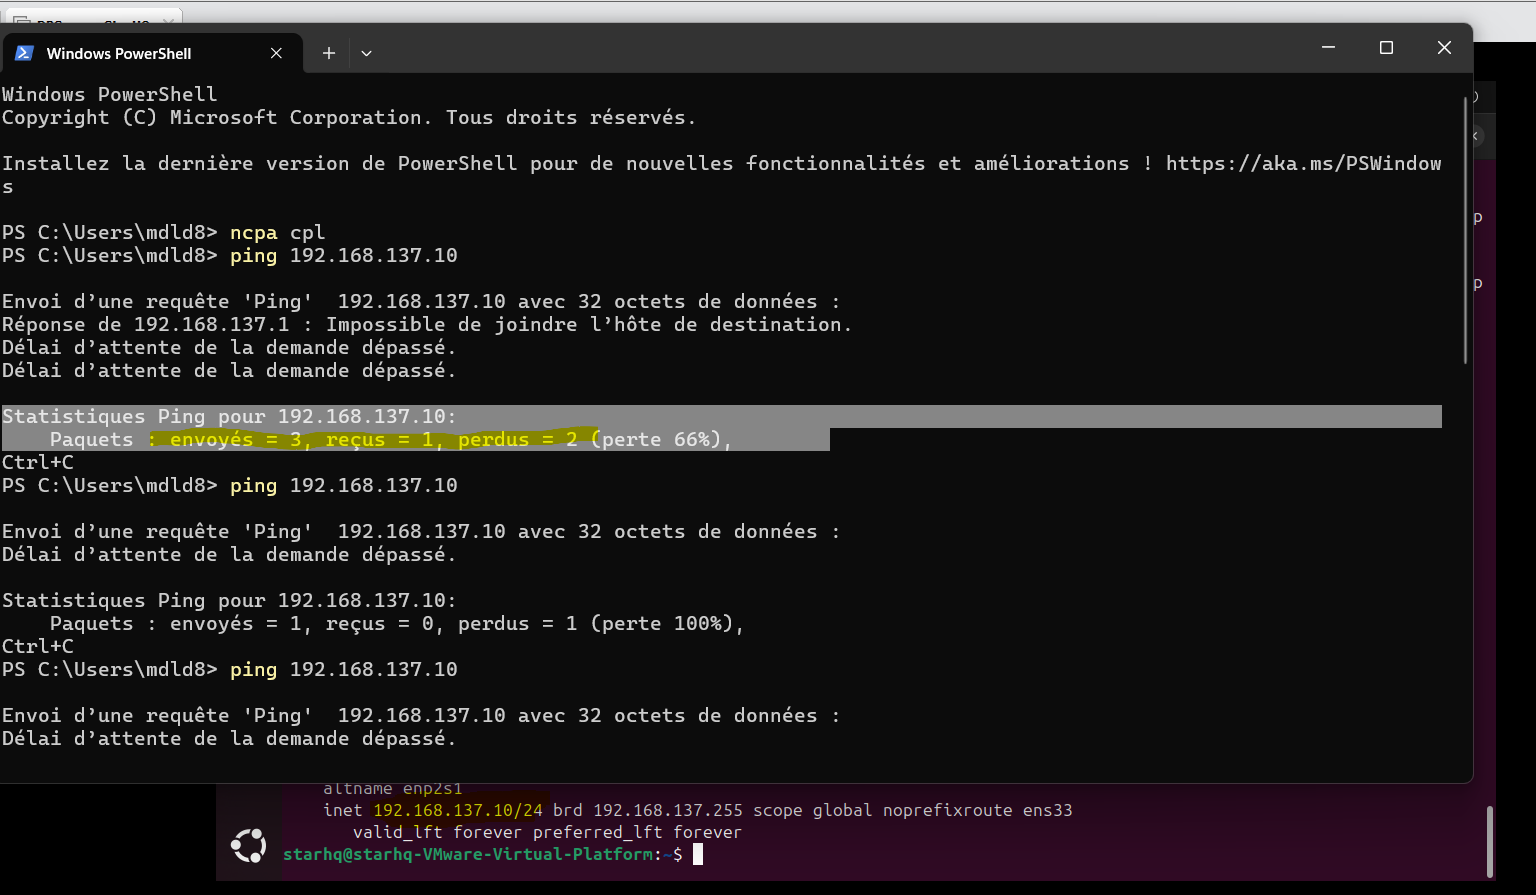 Windows PowerShell
Windows PowerShell
Copyright (C) Microsoft Corporation. Tous droits réservés.
Installez la dernière version de PowerShell pour de nouvelles fonctionnalités et améliorations ! https://aka.ms/PSWindow
s
PS C:\Users\mdld8> ncpa cpl
PS C:\Users\mdld8> ping 192.168.137.10
Envoi d’une requête 'Ping'  192.168.137.10 avec 32 octets de données :
Réponse de 192.168.137.1 : Impossible de joindre l’hôte de destination.
Délai d’attente de la demande dépassé.
Délai d’attente de la demande dépassé.
Statistiques Ping pour 192.168.137.10:
    Paquets : envoyés = 3, reçus = 1, perdus = 2 (perte 66%),
Ctrl+C
PS C:\Users\mdld8> ping 192.168.137.10
Envoi d’une requête 'Ping'  192.168.137.10 avec 32 octets de données :
Délai d’attente de la demande dépassé.
Statistiques Ping pour 192.168.137.10:
    Paquets : envoyés = 1, reçus = 0, perdus = 1 (perte 100%),
Ctrl+C
PS C:\Users\mdld8> ping 192.168.137.10
Envoi d’une requête 'Ping'  192.168.137.10 avec 32 octets de données :
Délai d’attente de la demande dépassé.
p
p
altname enp2s1
inet 192.168.137.10/24 brd 192.168.137.255 scope global noprefixroute ens33
valid_lft forever preferred_lft forever
starhq@starhq-VMware-Virtual-Platform:~$